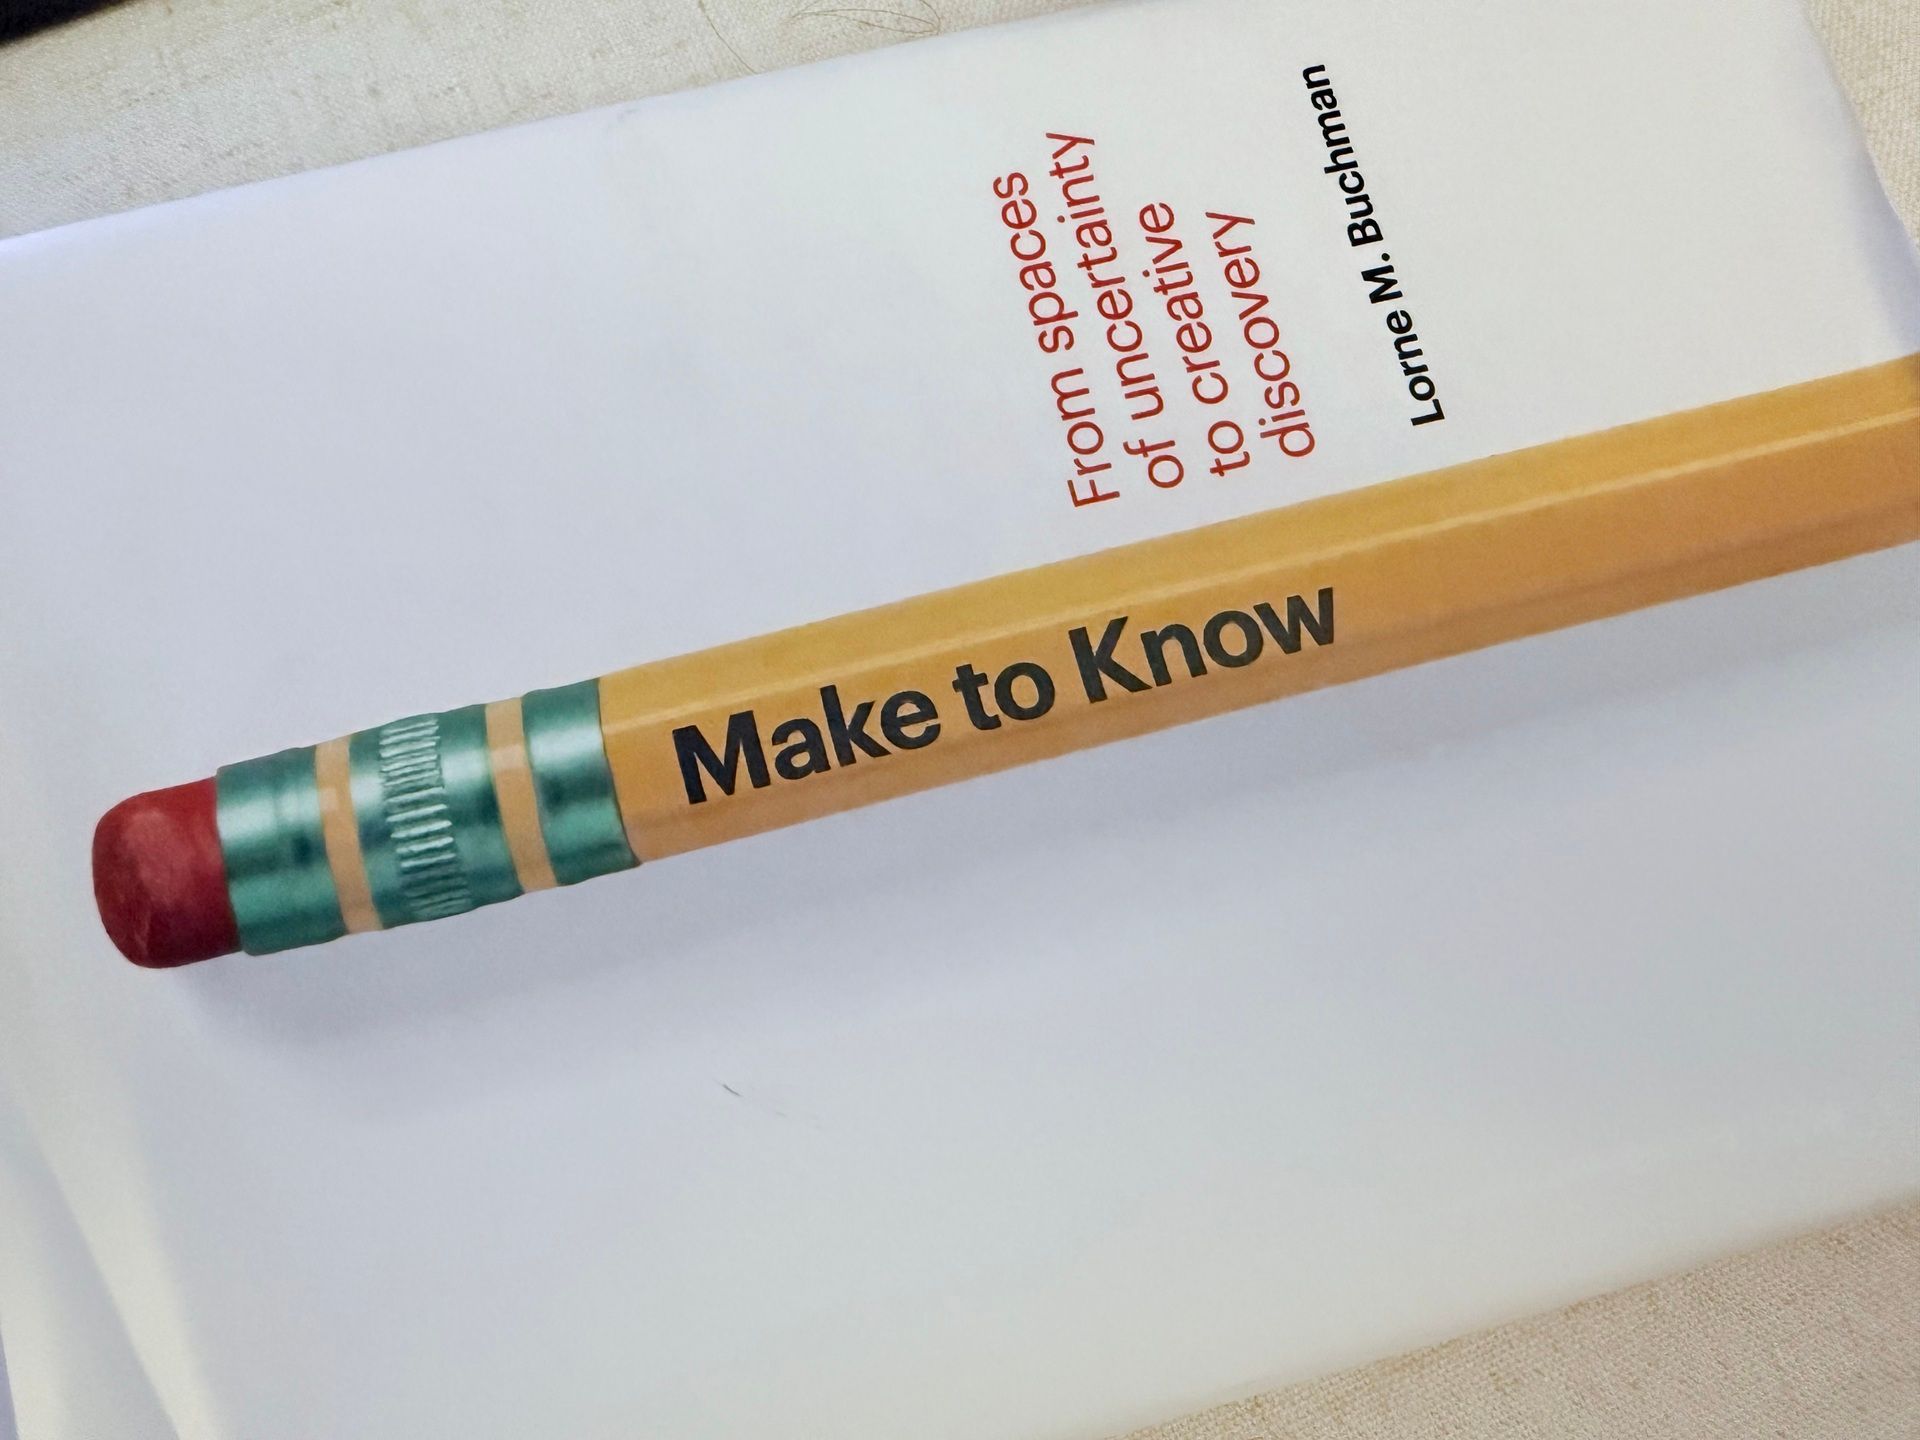 Make to Know
From spaces
of uncertainty
to creative
discovery
Lorne M. Buchman